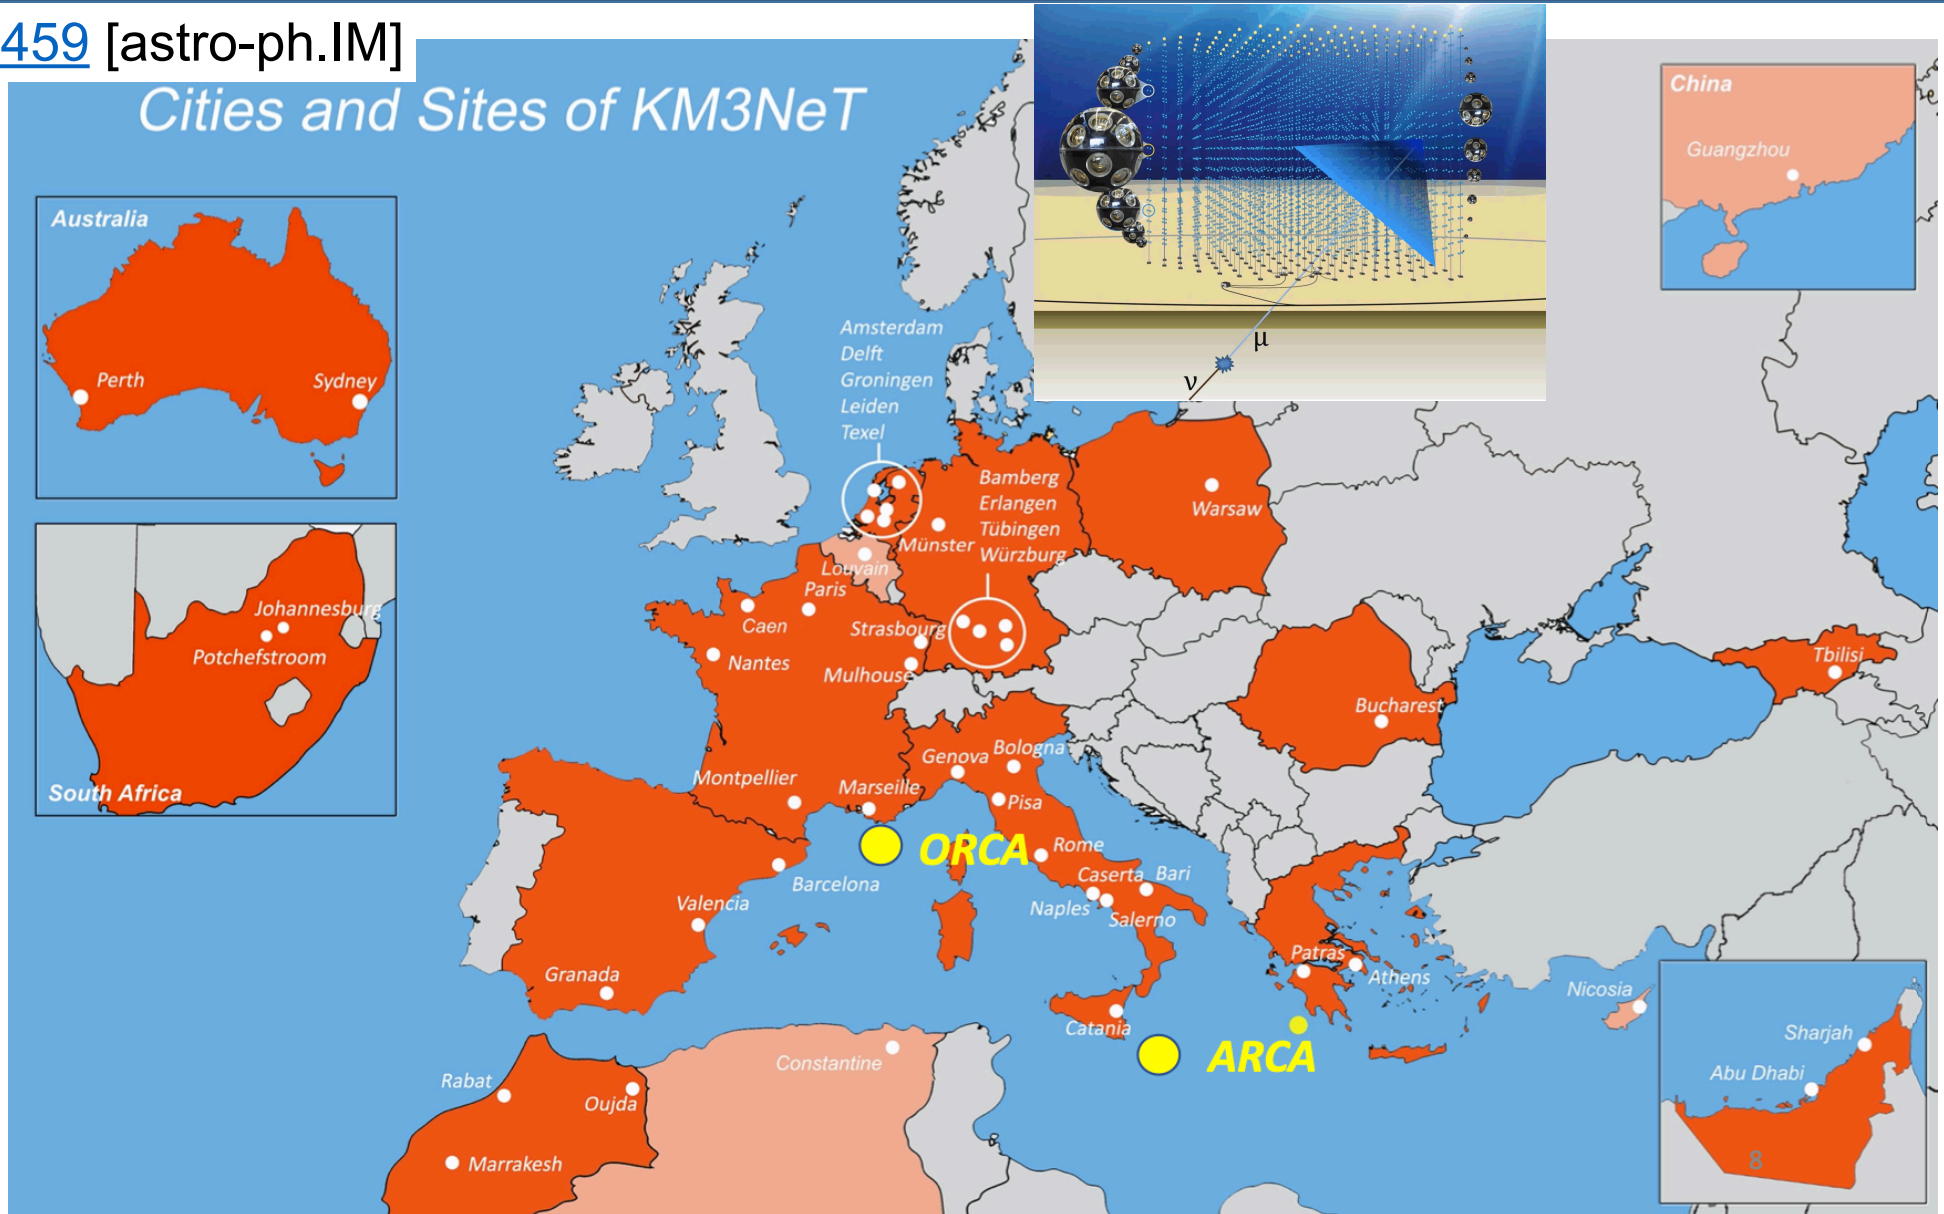 459 [astro-ph.IM]
Cities and Sites of KM3NeT
Australia
Perth
Sydney
Johannesburg
Potchefstroom
South Africa
μ
ν
China
Guangzhou
Amsterdam
Delft
Groningen
Leiden
Texel
Bamberg
Erlangen
Tübingen
Würzburg
Münster
Warsaw
Louvain
Paris
Caen
Strasbourg
Nantes
Mulhouse
Tbilisi
Bucharest
Genova
Bologna
Montpellier
Marseille
Pisa
ORCA
Rome
Barcelona
Caserta
Bari
Valencia
Naples
Salerno
Granada
Patras
Athens
Nicosia
Catania
ARCA
Constantine
Rabat
Oujda
Marrakesh
Sharjah
Abu Dhabi
8